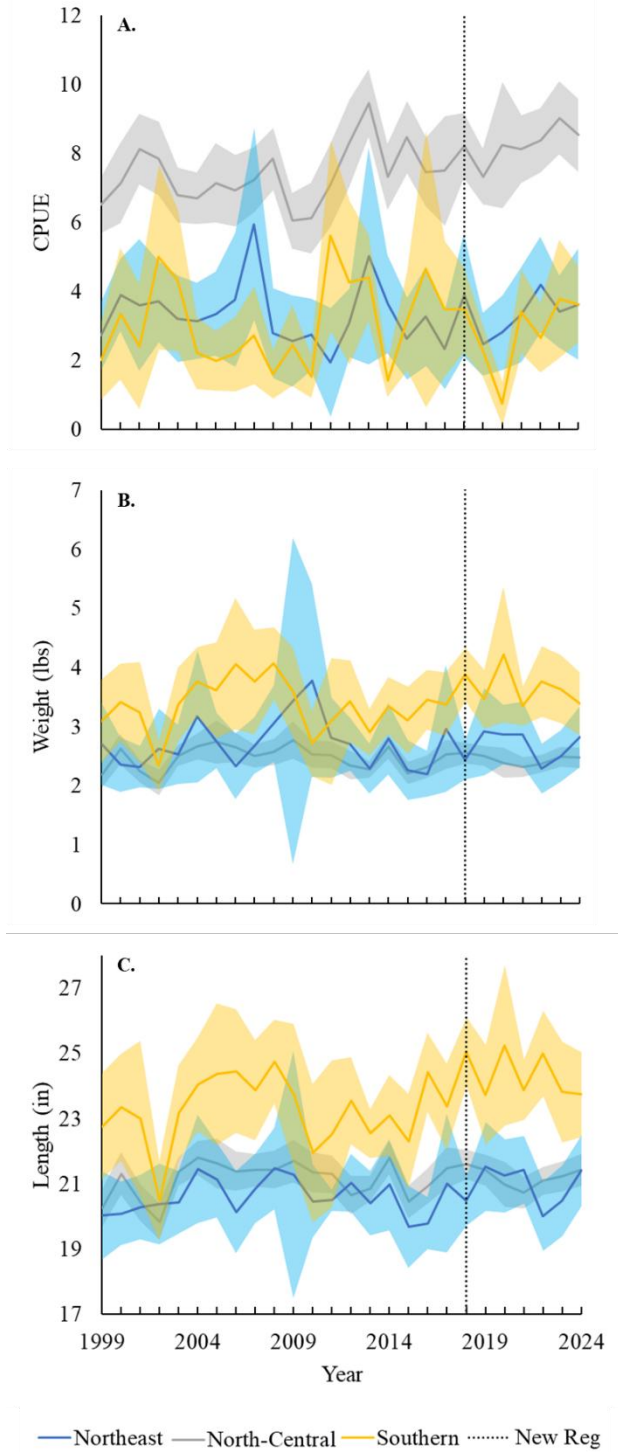 A.
12
10
8
6
4
2
0
CPUE
B.
7
6
5
4
3
2
1
0
Weight (lbs)
C.
27
25
23
21
19
17
Length (in)
1999 2004 2009 2014 2019 2024
Year
Northeast North-Central Southern New Reg